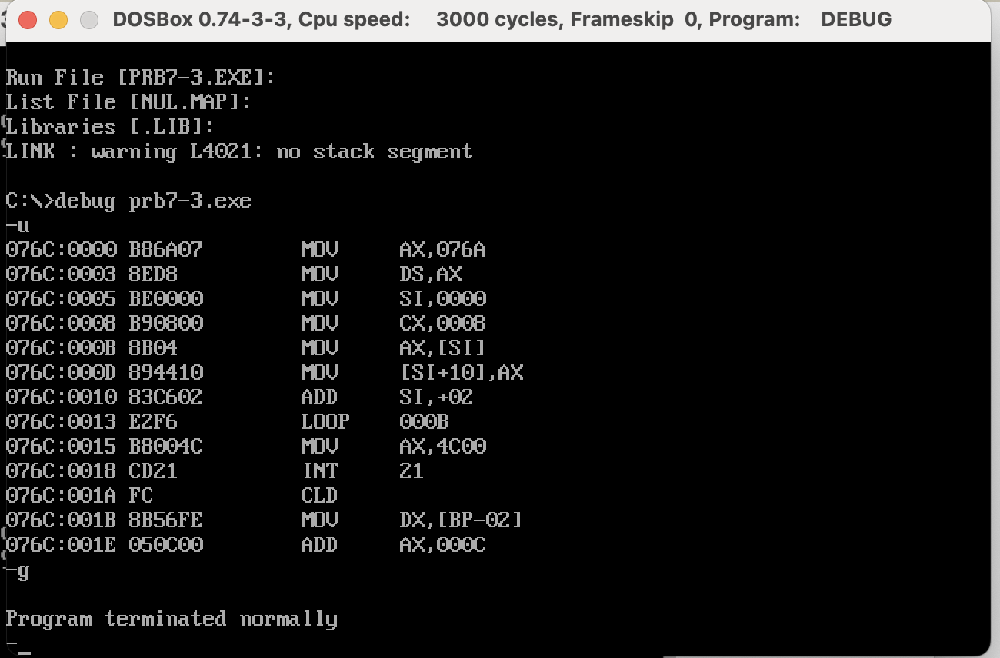 DOSBox 0.74-3-3, Cpu speed: 3000 cycles, Frameskip 0, Program: DEBUG
Run File [PRB7-3.EXE]:
List File [NUL.MAP]:
Libraries [.LIB]:
LINK : warning L4021: no stack segment
C:\>debug prb7-3.exe
-u
076C:0000 B86A07 MOV AX,076A
076C:0003 8ED8 MOV DS,AX
076C:0005 BE0000 MOV SI,0000
076C:0008 B90800 MOV CX,0008
076C:000B 8B04 MOV AX,[SI]
076C:000D 894410 MOV [SI+10],AX
076C:0010 83C602 ADD SI,+02
076C:0013 E2F6 LOOP 000B
076C:0015 B8004C MOV AX,4C00
076C:0018 CD21 INT 21
076C:001A FC CLD
076C:001B 8B56FE MOV DX,[BP-02]
076C:001E 050C00 ADD AX,000C
-g
Program terminated normally
-_